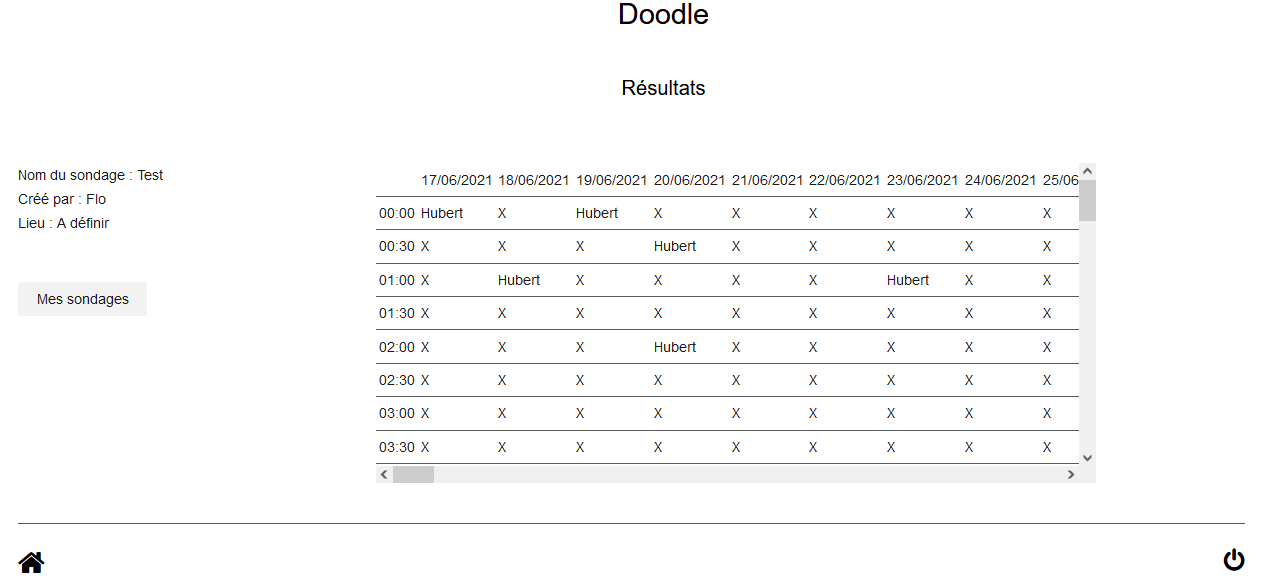 Doodle
Résultats
Nom du sondage : Test
Créé par : Flo
Lieu : A définir
Mes sondages
17/06/2021 18/06/2021 19/06/2021 20/06/2021 21/06/2021 22/06/2021 23/06/2021 24/06/2021 25/06
00:00 Hubert X Hubert X X X X X X
00:30 X X X Hubert X X X X X
01:00 X Hubert X X X X Hubert X X
01:30 X X X X X X X X X
02:00 X X X Hubert X X X X X
02:30 X X X X X X X X X
03:00 X X X X X X X X X
03:30 X X X X X X X X X